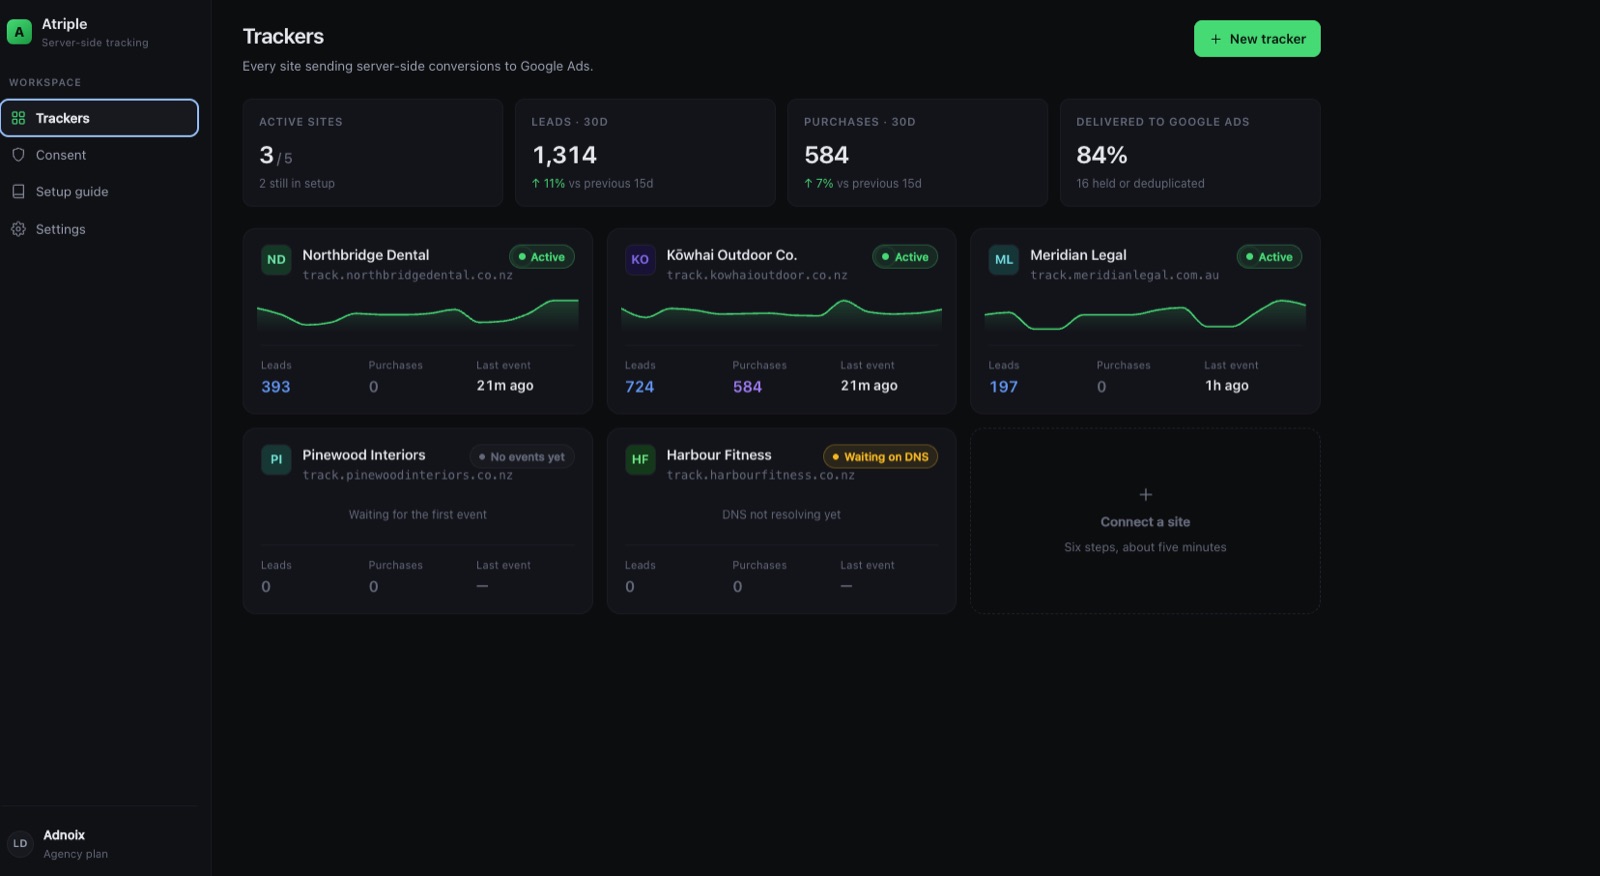 A
Atriple
Server-side tracking
WORKSPACE
Trackers
Consent
Setup guide
Settings
LD
Adnoix
Agency plan
Trackers
Every site sending server-side conversions to Google Ads.
+ New tracker
ACTIVE SITES
3 / 5
2 still in setup
LEADS · 30D
1,314
↑ 11% vs previous 15d
PURCHASES · 30D
584
↑ 7% vs previous 15d
DELIVERED TO GOOGLE ADS
84%
16 held or deduplicated
ND
Northbridge Dental
Active
track.northbridgedental.co.nz
Leads Purchases Last event
393 0 21m ago
KO
Kōwhai Outdoor Co.
Active
track.kowhaioutdoor.co.nz
Leads Purchases Last event
724 584 21m ago
ML
Meridian Legal
Active
track.meridianlegal.com.au
Leads Purchases Last event
197 0 1h ago
PI
Pinewood Interiors
No events yet
track.pinewoodinteriors.co.nz
Waiting for the first event
Leads Purchases Last event
0 0 —
HF
Harbour Fitness
Waiting on DNS
track.harbourfitness.co.nz
DNS not resolving yet
Leads Purchases Last event
0 0 —
+
Connect a site
Six steps, about five minutes